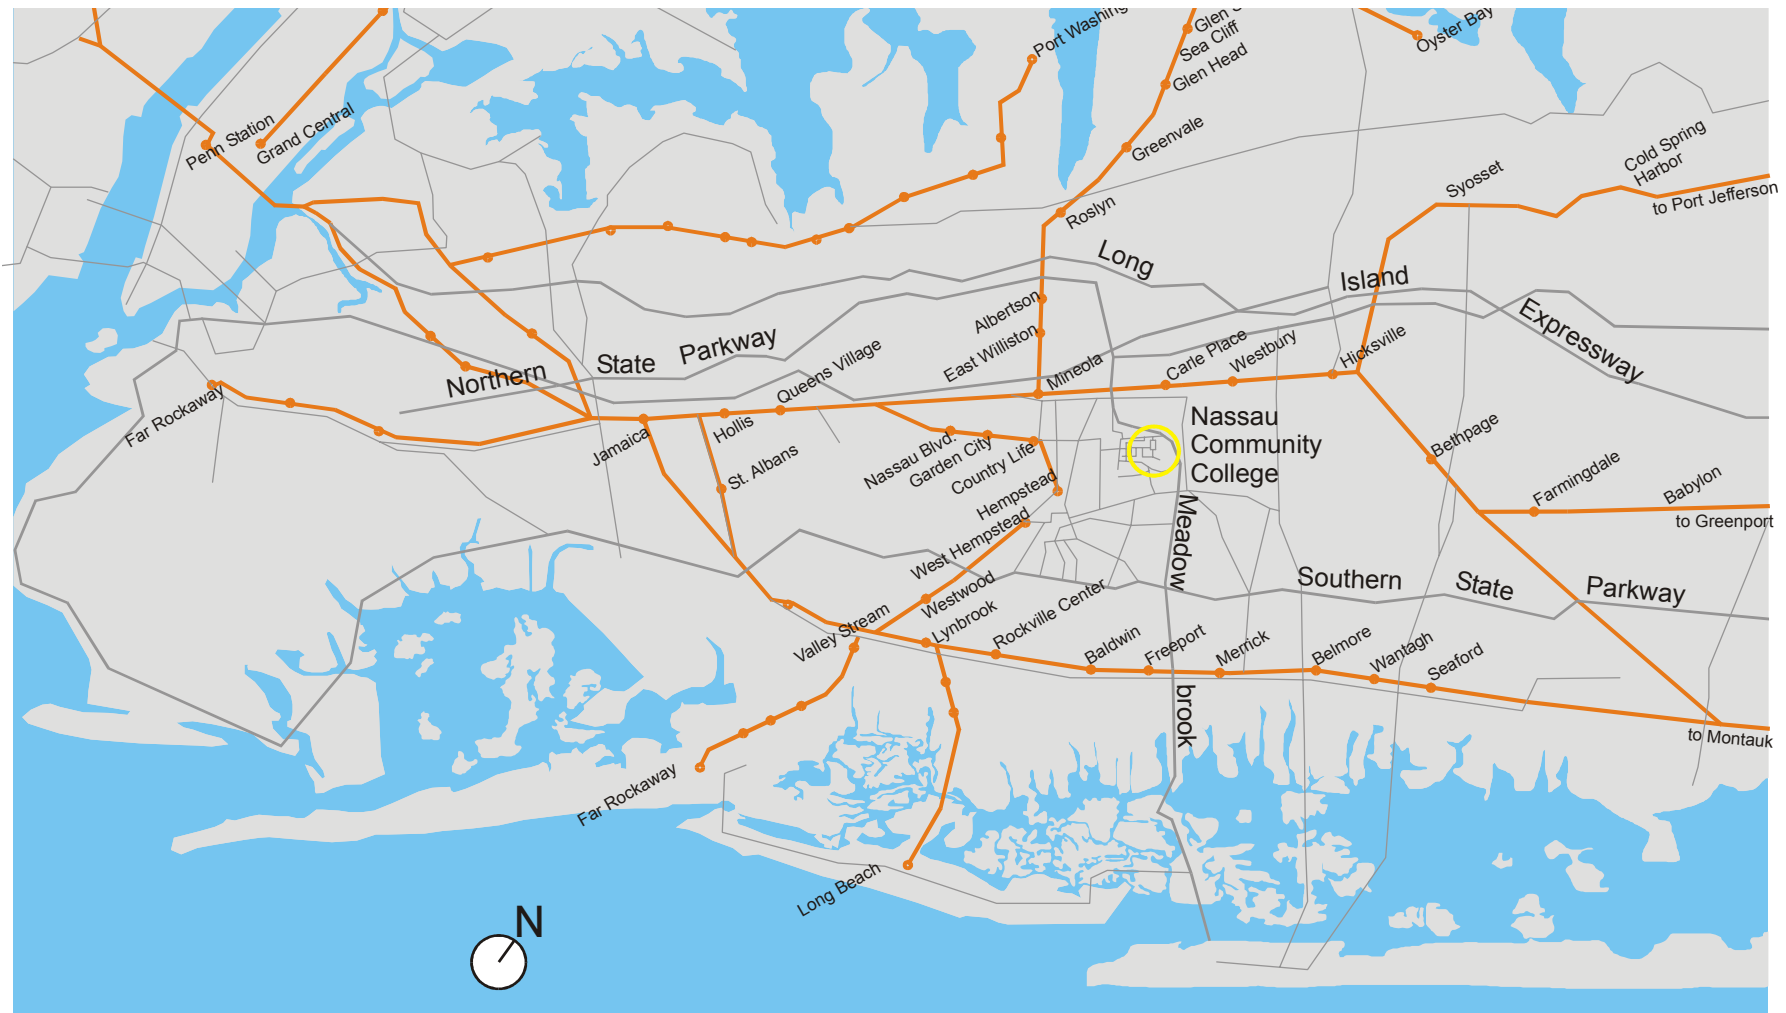 Port Washing
Glen S
Sea Cliff
Glen Head
Oyster Bay
Penn Station
Grand Central
Greenvale
Cold Spring
Harbor
Syosset
to Port Jefferson
Roslyn
Long
Island
Expressway
Albertson
East Williston
Mineola
Carle Place
Westbury
Hicksville
Northern
State
Parkway
Queens Village
Far Rockaway
Jamaica
Hollis
St. Albans
Nassau Blvd.
Garden City
Country Life
Hempstead
West Hempstead
Nassau
Community
College
Bethpage
Farmingdale
Babylon
to Greenport
Meadow
brook
Southern
State
Parkway
Westwood
Valley Stream
Lynbrook
Rockville Center
Baldwin
Freeport
Merrick
Belmore
Wantagh
Seaford
to Montauk
Far Rockaway
Long Beach
N